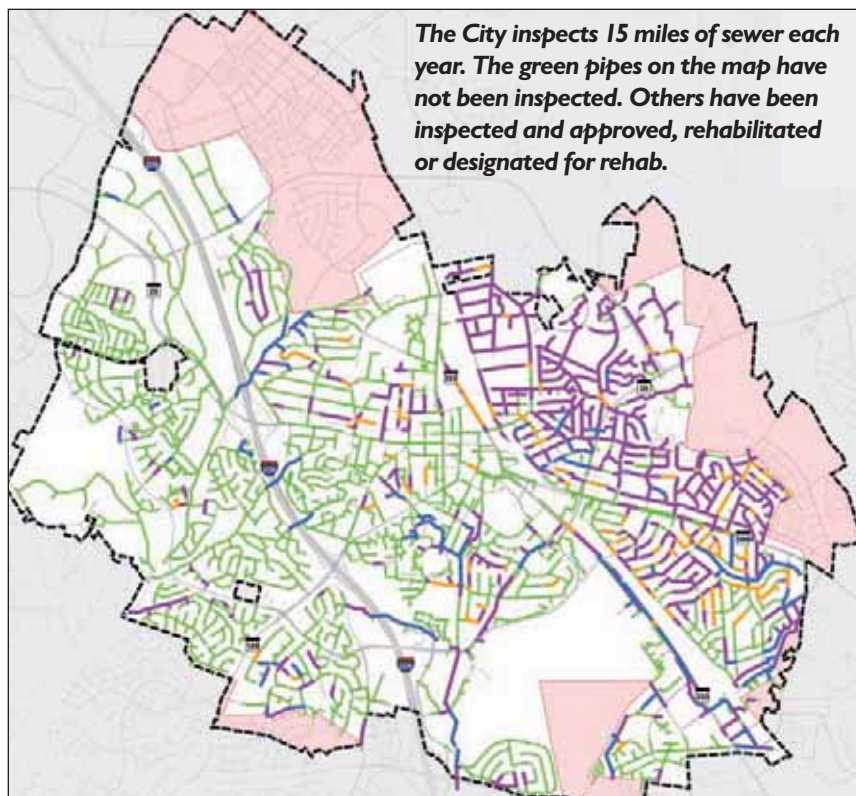 The City inspects 15 miles of sewer each
year. The green pipes on the map have
not been inspected. Others have been
inspected and approved, rehabilitated
or designated for rehab.